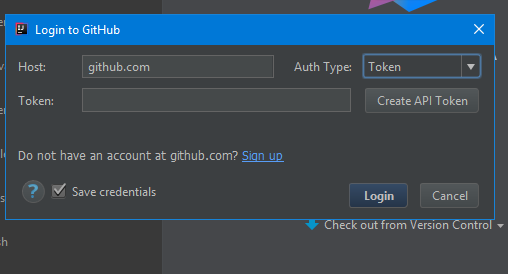 Login to GitHub
Host: github.com Auth Type: Token
Token: Create API Token
Do not have an account at github.com? Sign up
? Save credentials Login Cancel
Check out from Version Control